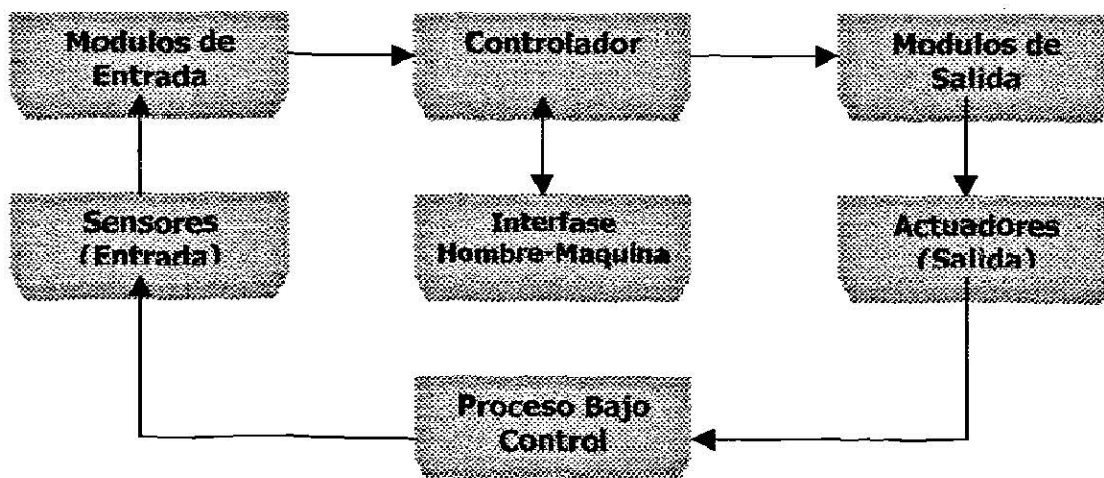 Modulos de
Entrada
Controlador
Modulos de
Salida
Sensores
(Entrada)
Interfase
Hombre-Maquina
Actuadores
(Salida)
Proceso Bajo
Control